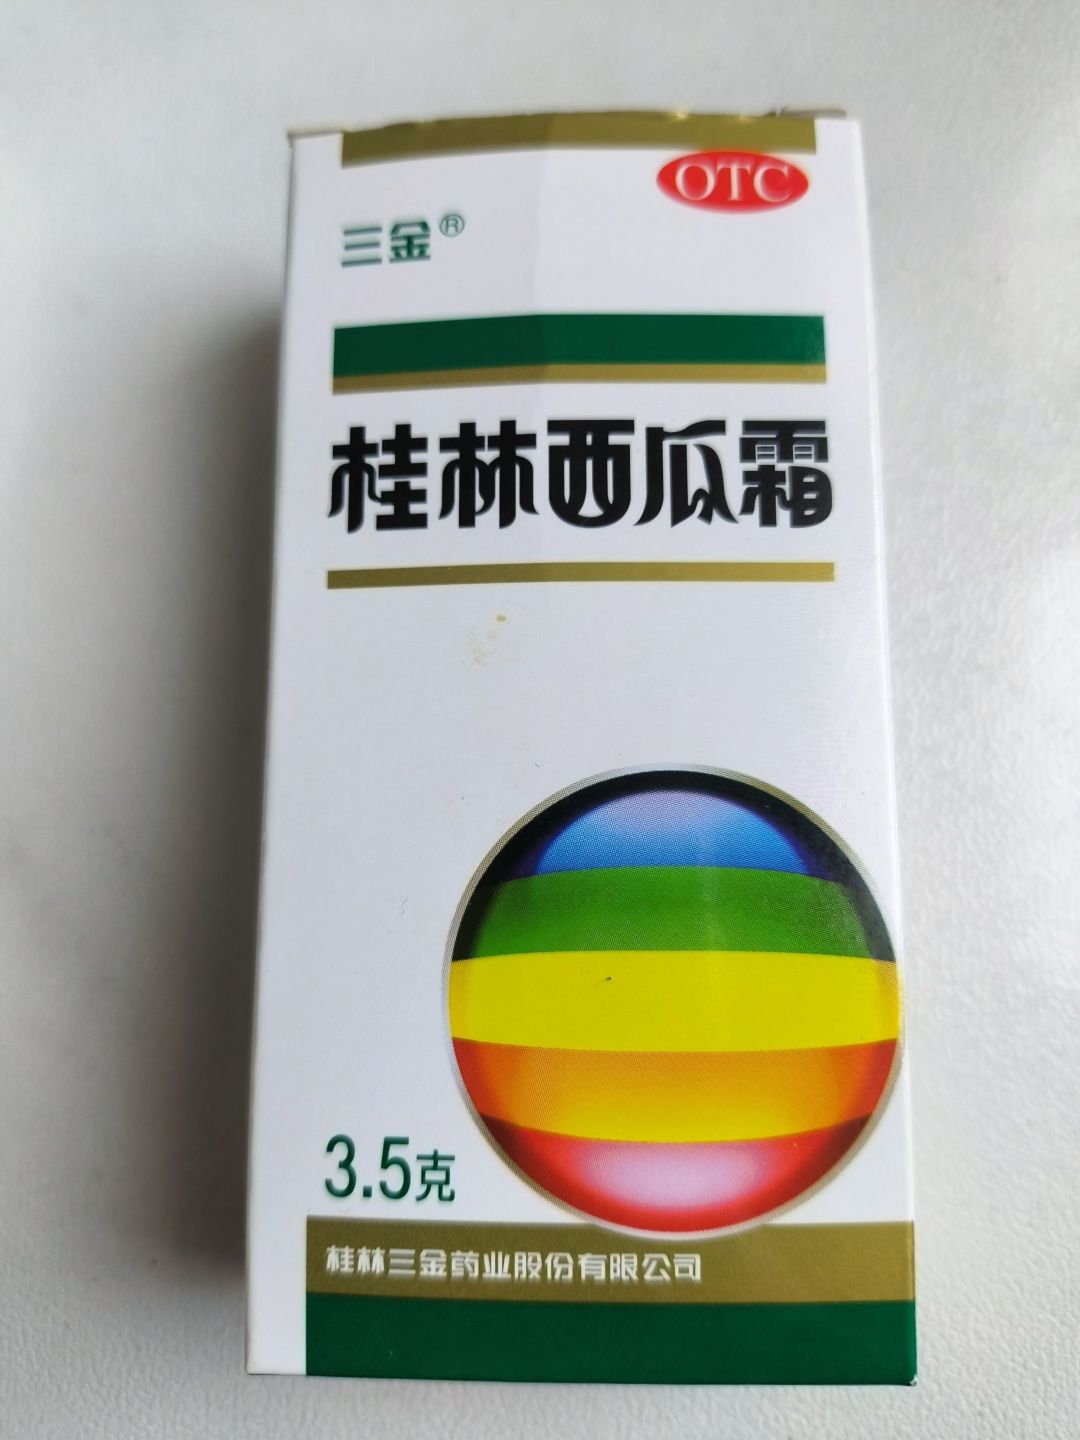 OTC
三金®
桂林西瓜霜
3.5克
桂林三金药业股份有限公司